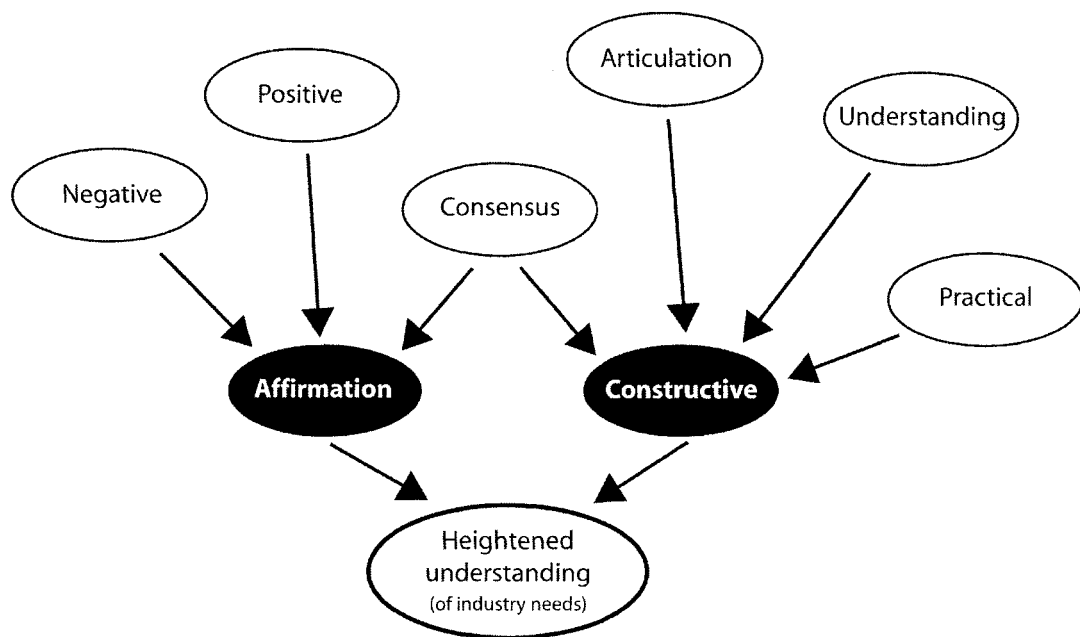 Articulation
Positive
Understanding
Negative
Consensus
Practical
Affirmation
Constructive
Heightened
understanding
(of industry needs)